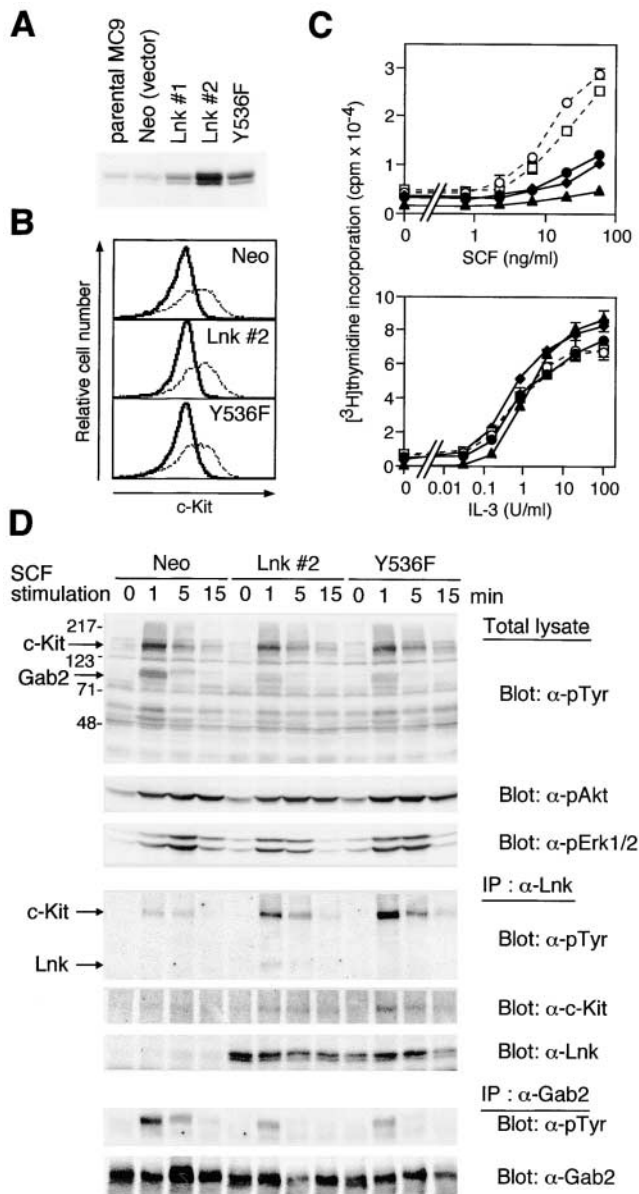 A
parental MC9
Neo (vector)
Lnk #1
Lnk #2
Y536F
B
Relative cell number
Neo
Lnk #2
Y536F
c-Kit
C
[³H]thymidine incorporation (cpm x 10⁻⁴)
3
2
1
0
0 1 10 100
SCF (ng/ml)
10
8
6
4
2
0
0 0.01 0.1 1 10 100
IL-3 (U/ml)
D
Neo Lnk #2 Y536F
SCF stimulation 0 1 5 15 0 1 5 15 0 1 5 15 min
217-
c-Kit
123
Gab2
71-
48-
Total lysate
Blot: α-pTyr
Blot: α-pAkt
Blot: α-pErk1/2
IP : α-Lnk
c-Kit
Blot: α-pTyr
Lnk
Blot: α-c-Kit
Blot: α-Lnk
IP : α-Gab2
Blot: α-pTyr
Blot: α-Gab2